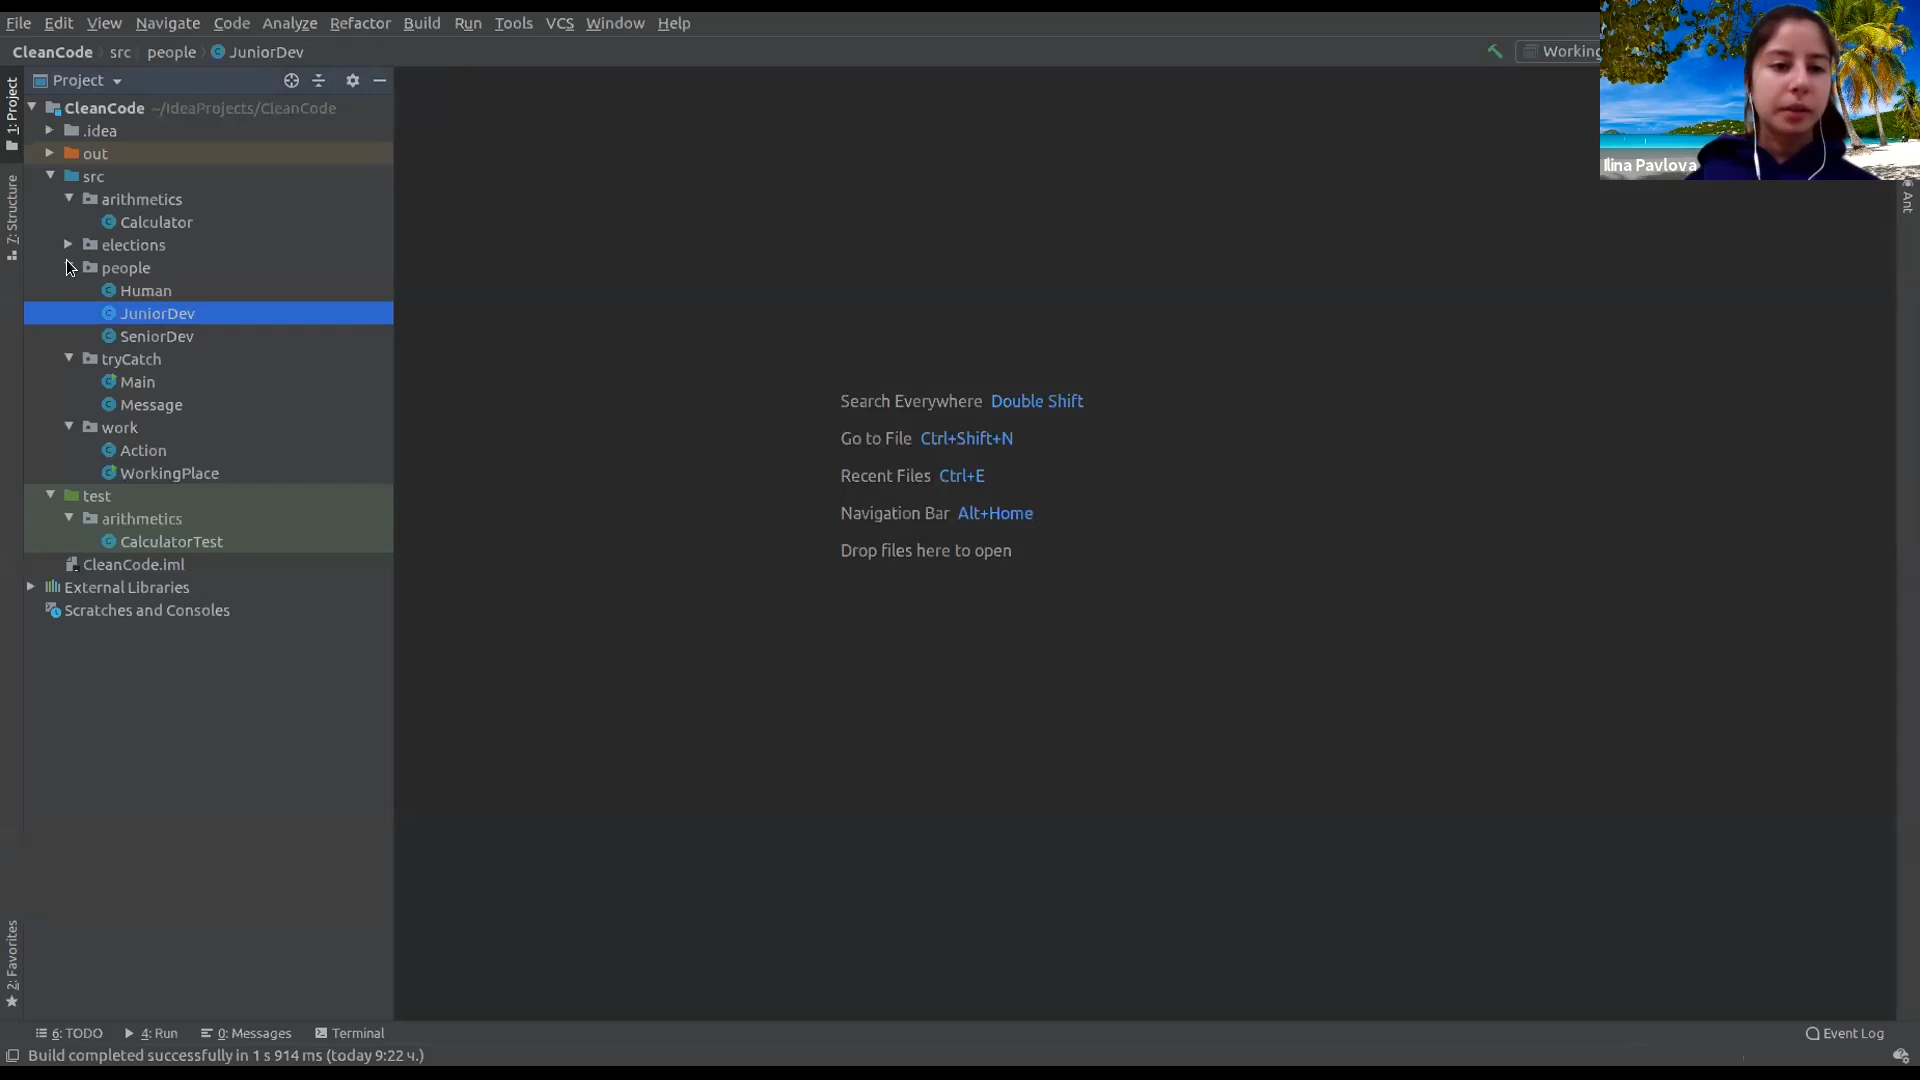 File Edit View Navigate Code Analyze Refactor Build Run Tools VCS Window Help
CleanCode src people JuniorDev
Working
Ilina Pavlova
1: Project
7: Structure
2: Favorites
Ant
Project
CleanCode ~/IdeaProjects/CleanCode
.idea
out
src
arithmetics
Calculator
elections
people
Human
JuniorDev
SeniorDev
tryCatch
Main
Message
work
Action
WorkingPlace
test
arithmetics
CalculatorTest
CleanCode.iml
External Libraries
Scratches and Consoles
Search Everywhere Double Shift
Go to File Ctrl+Shift+N
Recent Files Ctrl+E
Navigation Bar Alt+Home
Drop files here to open
6: TODO 4: Run 0: Messages Terminal Event Log
Build completed successfully in 1 s 914 ms (today 9:22 ч.)